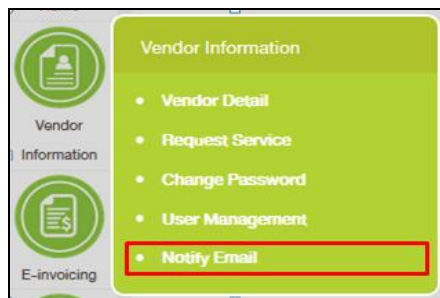 Vendor Information
• Vendor Detail
• Request Service
• Change Password
• User Management
• Notify Email
Vendor
Information
E-invoicing